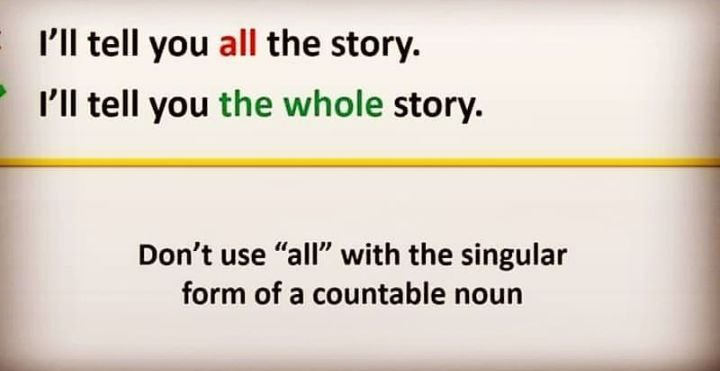 I'll tell you all the story.
I'll tell you the whole story.
Don't use “all” with the singular
form of a countable noun